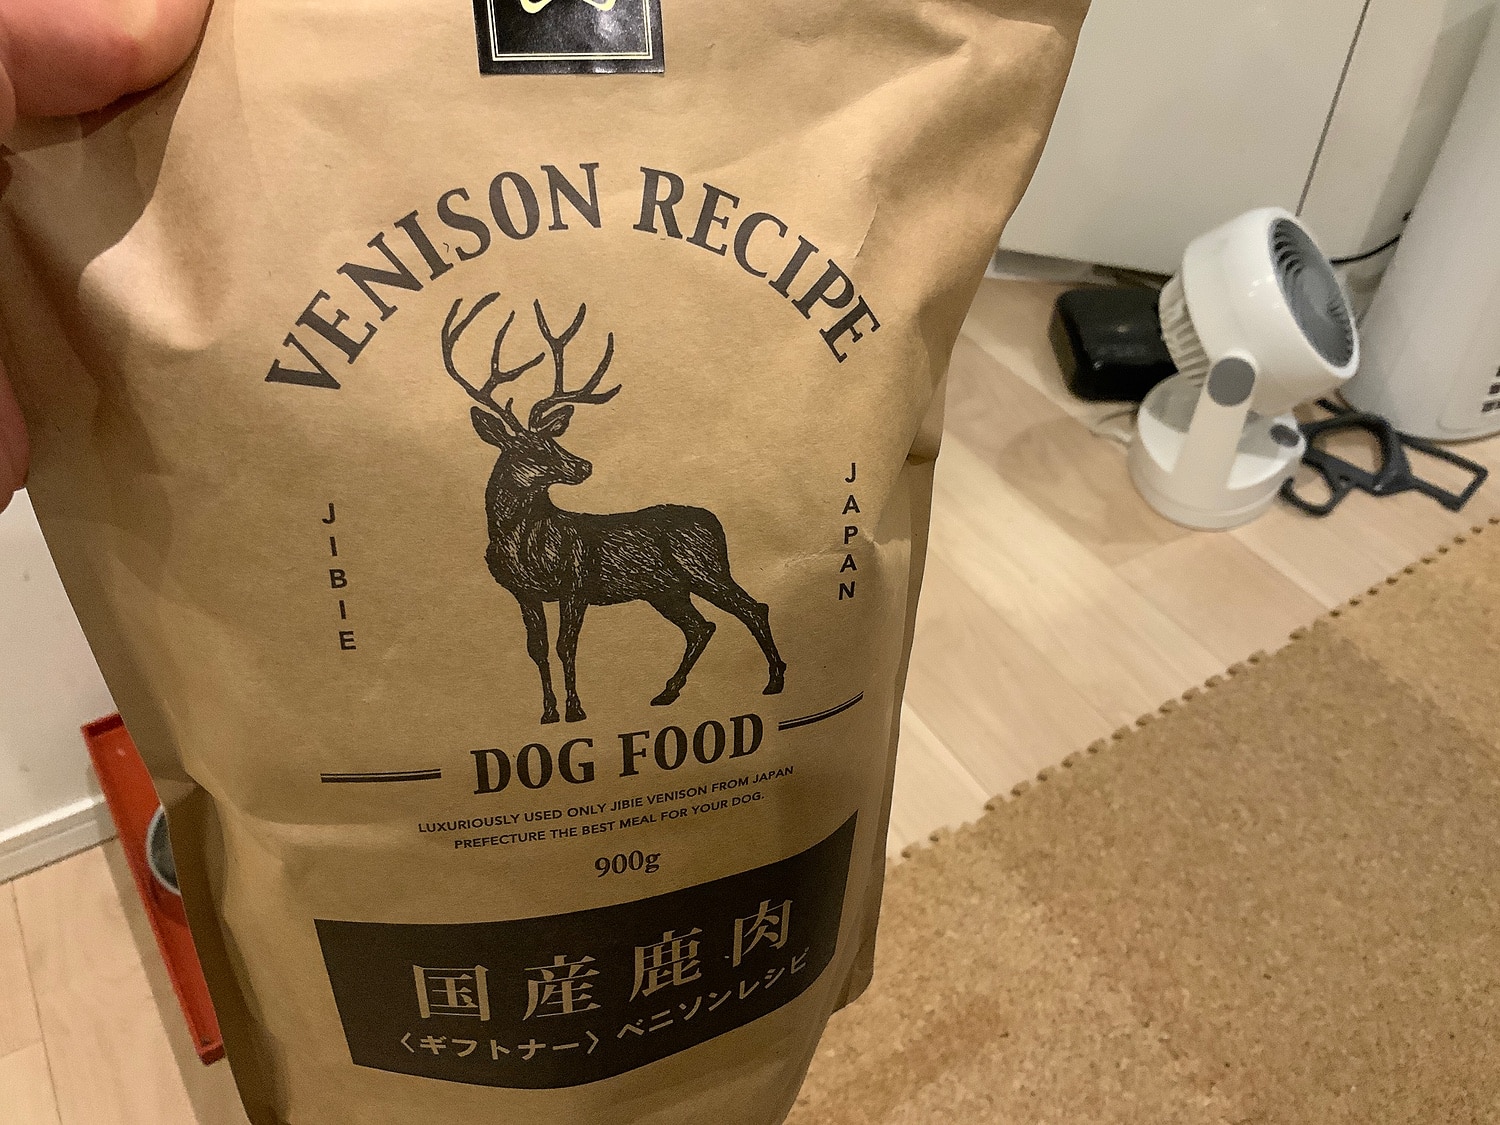 VENISON RECIPE
JIBIE
JAPAN
DOG FOOD
LUXURIOUSLY USED ONLY JIBIE VENISON FROM JAPAN
PREFECTURE THE BEST MEAL FOR YOUR DOG.
900g
国産鹿肉
〈ギフトナー〉ベニソンレシピ